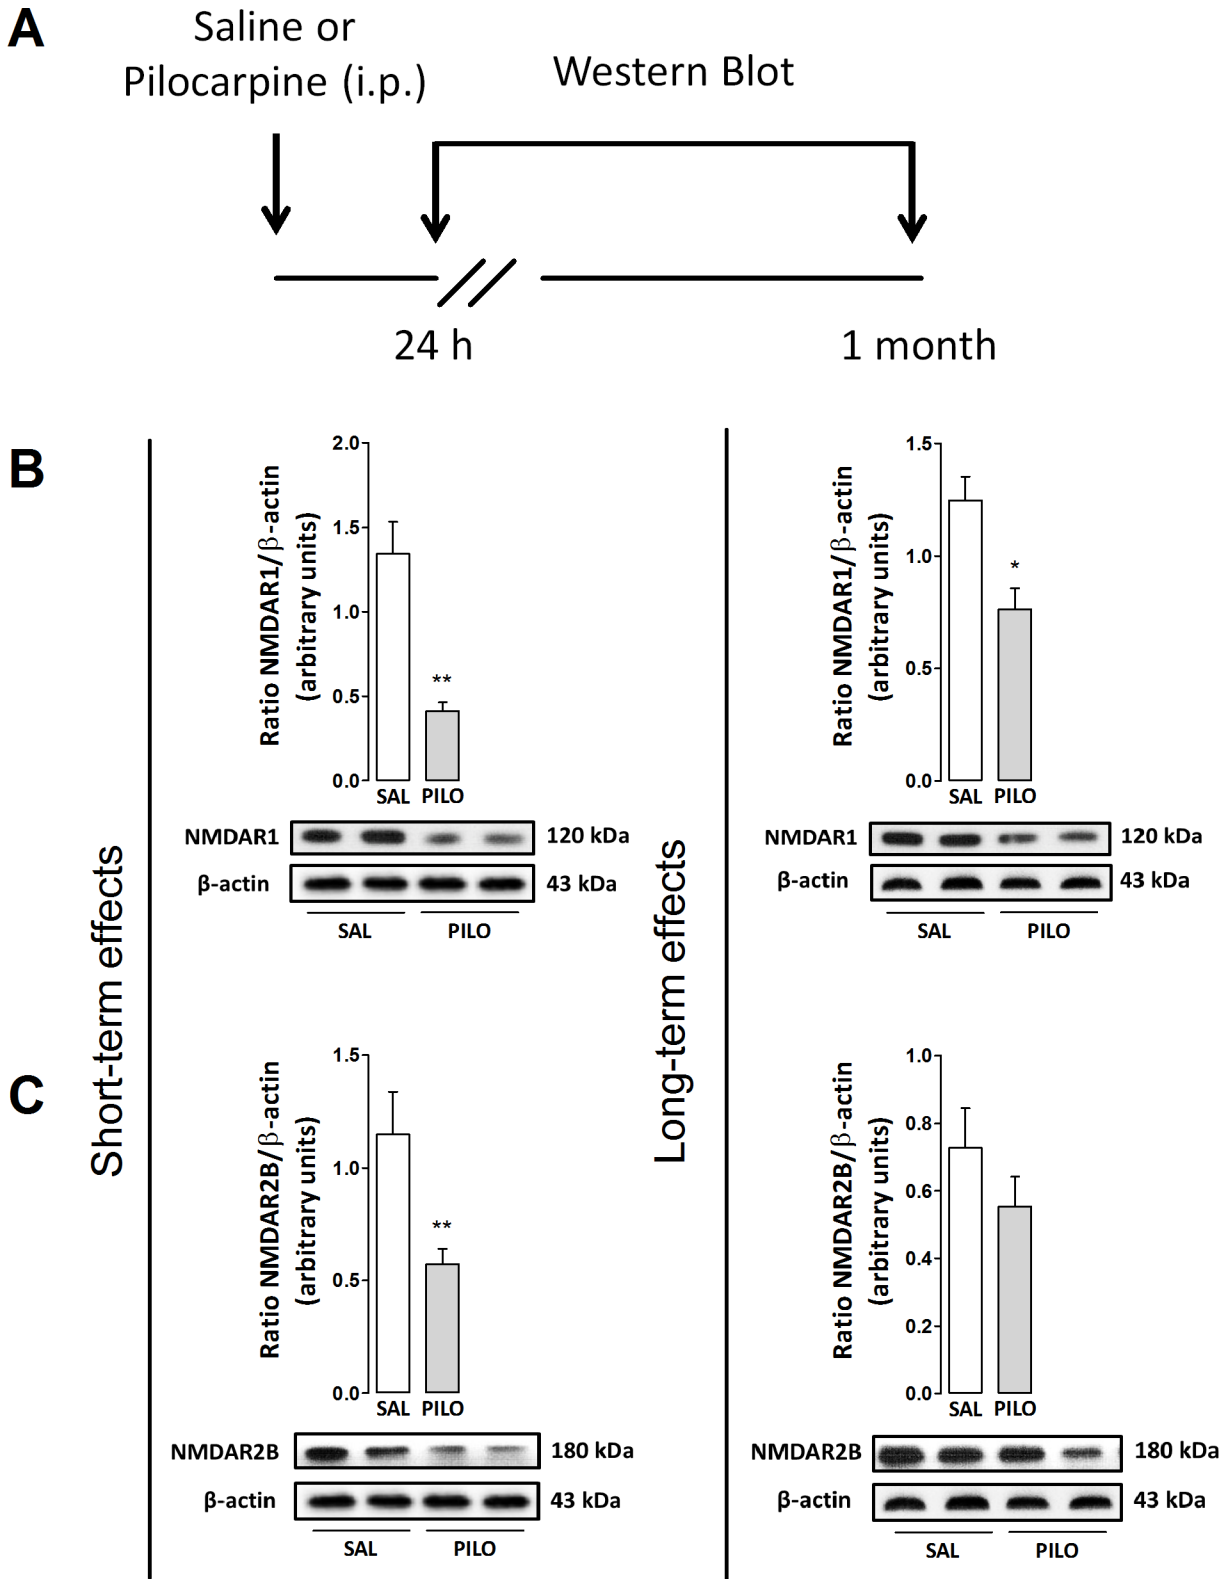 A
Saline or
Pilocarpine (i.p.)
Western Blot
24 h
1 month
B
Short-term effects
Ratio NMDAR1/β-actin
(arbitrary units)
2.0
1.5
1.0
0.5
0.0
**
SAL PILO
NMDAR1
120 kDa
β-actin
43 kDa
SAL
PILO
Long-term effects
Ratio NMDAR1/β-actin
(arbitrary units)
1.5
1.0
0.5
0.0
*
SAL PILO
NMDAR1
120 kDa
β-actin
43 kDa
SAL
PILO
C
Ratio NMDAR2B/β-actin
(arbitrary units)
1.5
1.0
0.5
0.0
**
SAL PILO
NMDAR2B
180 kDa
β-actin
43 kDa
SAL
PILO
Ratio NMDAR2B/β-actin
(arbitrary units)
1.0
0.8
0.6
0.4
0.2
0.0
SAL PILO
NMDAR2B
180 kDa
β-actin
43 kDa
SAL
PILO